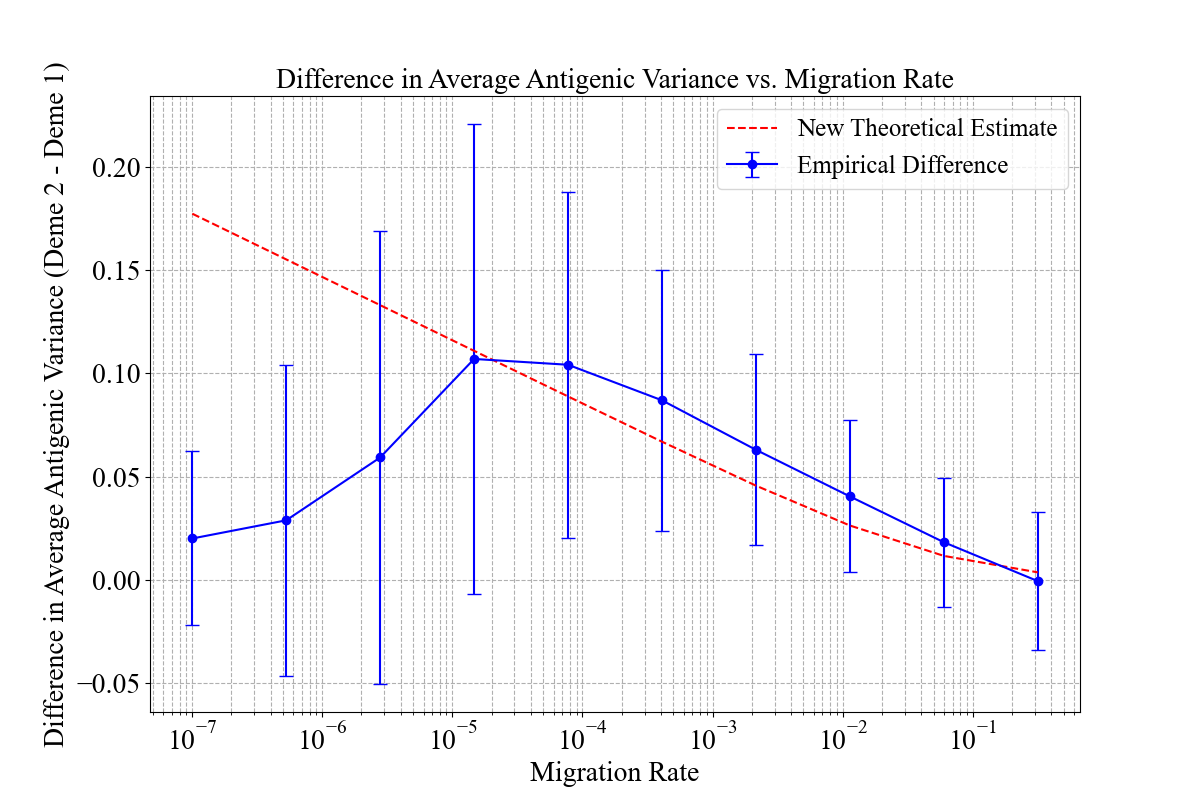 Difference in Average Antigenic Variance vs. Migration Rate
Difference in Average Antigenic Variance (Deme 2 - Deme 1)
New Theoretical Estimate
Empirical Difference
0.20
0.15
0.10
0.05
0.00
−0.05
10⁻⁷ 10⁻⁶ 10⁻⁵ 10⁻⁴ 10⁻³ 10⁻² 10⁻¹
Migration Rate